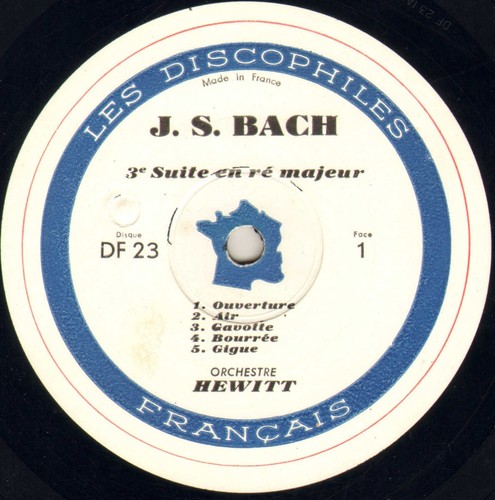 LES DISCOPHILES
Made in France
J. S. BACH
3e Suite en ré majeur
Disque
DF 23
Face
1
1. Ouverture
2. Air
3. Gavotte
4. Bourrée
5. Gigue
ORCHESTRE
HEWITT
FRANÇAIS